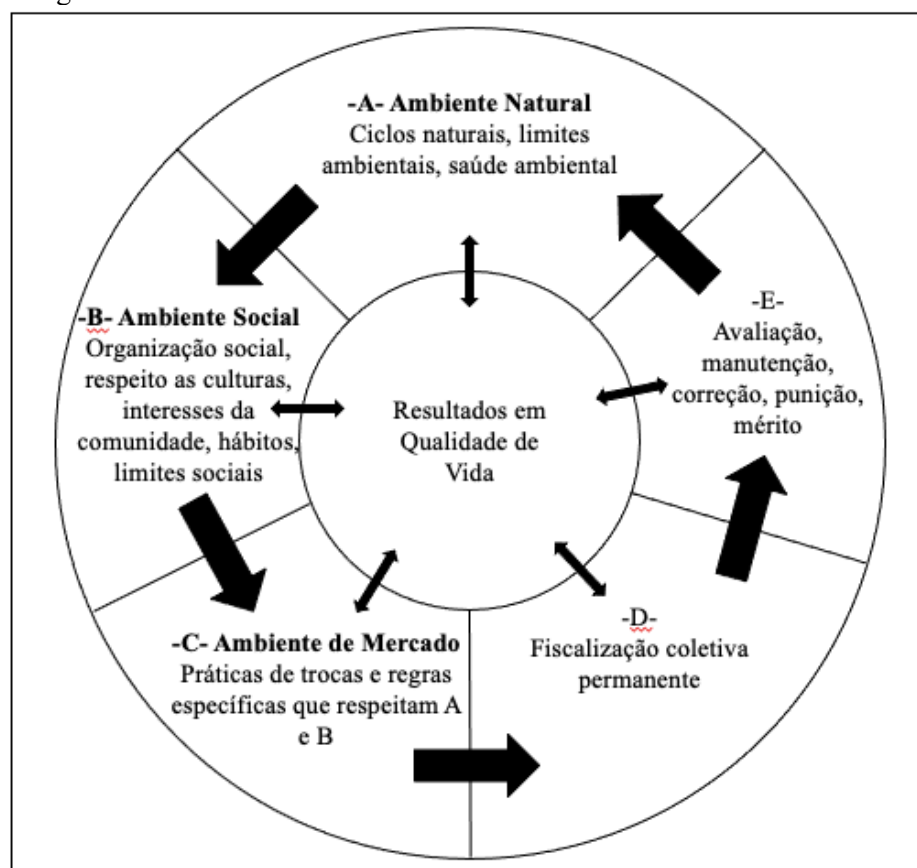 -A- Ambiente Natural
Ciclos naturais, limites
ambientais, saúde ambiental
-B- Ambiente Social
Organização social,
respeito as culturas,
interesses da
comunidade, hábitos,
limites sociais
-C- Ambiente de Mercado
Práticas de trocas e regras
específicas que respeitam A
e B
-D-
Fiscalização coletiva
permanente
-E-
Avaliação,
manutenção,
correção, punição,
mérito
Resultados em
Qualidade de
Vida